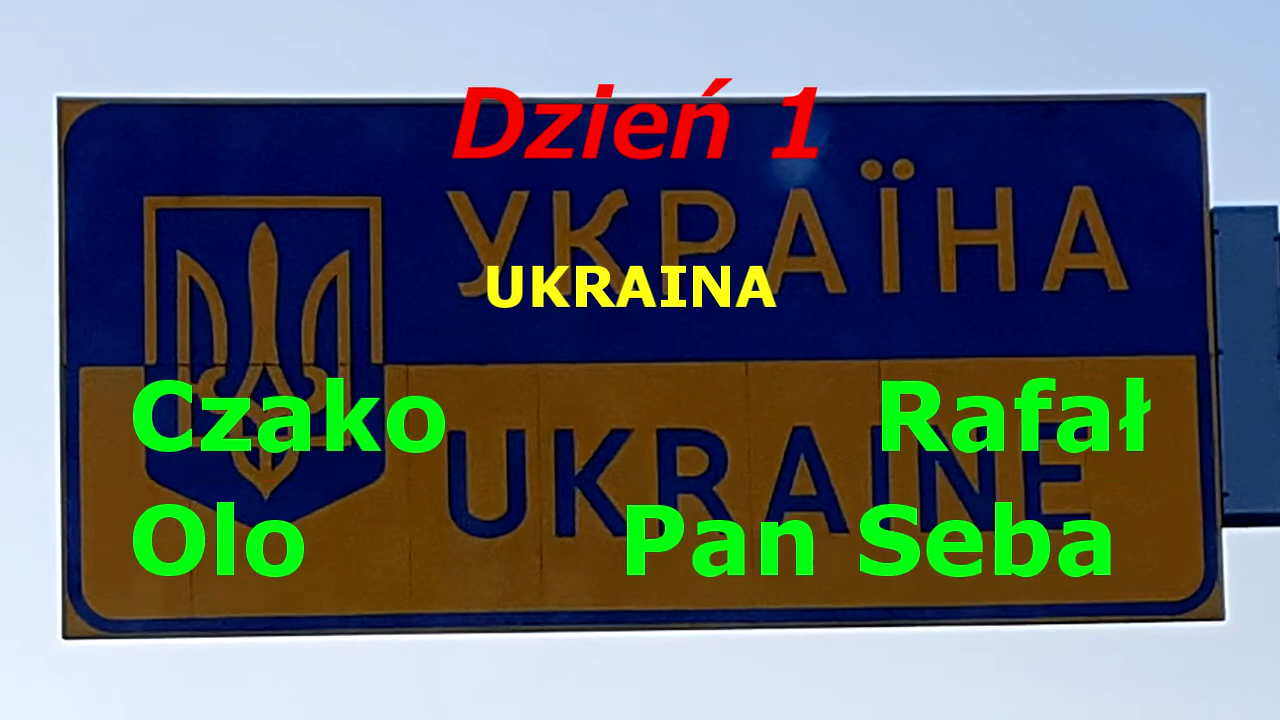 Dzień 1
УКРАЇНА
UKRAINA
Czako Rafał
UKRAINE
Olo Pan Seba